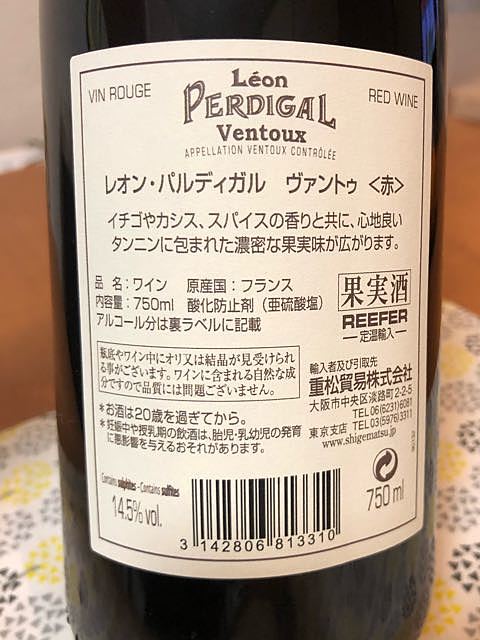 VIN ROUGE
Léon
PERDIGAL
Ventoux
RED WINE
APPELLATION VENTOUX CONTRÔLÉE
レオン・パルディガル ヴァントゥ <赤>
イチゴやカシス、スパイスの香りと共に、心地良い
タンニンに包まれた濃密な果実味が広がります。
品 名:ワイン 原産国:フランス
内容量:750ml 酸化防止剤(亜硫酸塩)
アルコール分は裏ラベルに記載
果実酒
REEFER
定温輸入
瓶底やワイン中にオリ又は結晶が見受けられ
る事がございます。ワインに含まれる自然な成
分ですので品質には問題ございません。
輸入者及び引取先
重松貿易株式会社
大阪市中央区淡路町2-2-5
TEL 06(6231)6081
東京支店 TEL 03(5976)3311
www.shigematsu.jp
*お酒は20歳を過ぎてから。
*妊娠中や授乳期の飲酒は、胎児・乳幼児の発育
に悪影響を与えるおそれがあります。
Contains sulphites - Contains sulfites
14.5% vol.
750 ml
3 142806 813310